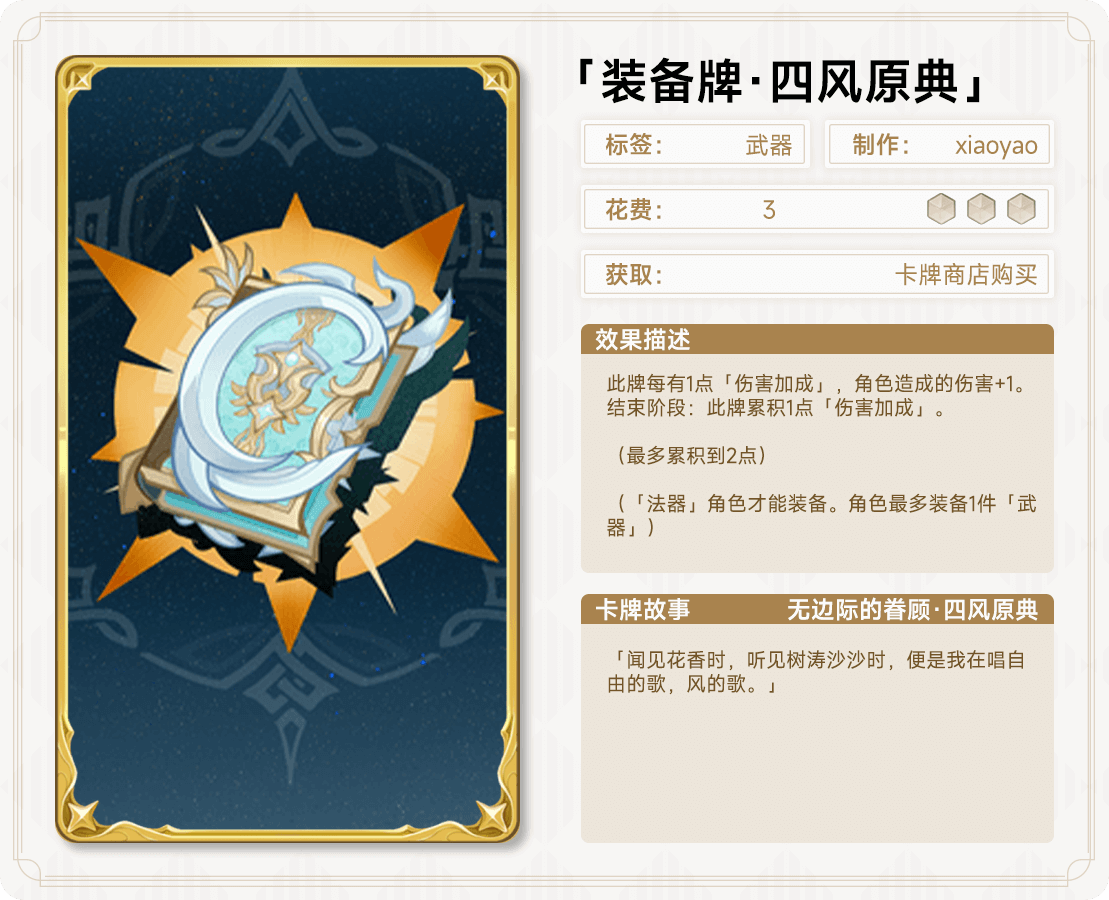 「装备牌·四风原典」
标签： 武器 制作： xiaoyao
花费： 3
获取： 卡牌商店购买
效果描述
此牌每有1点「伤害加成」，角色造成的伤害+1。
结束阶段：此牌累积1点「伤害加成」。
（最多累积到2点）
（「法器」角色才能装备。角色最多装备1件「武
器」）
卡牌故事 无边际的眷顾·四风原典
「闻见花香时，听见树涛沙沙时，便是我在唱自
由的歌，风的歌。」